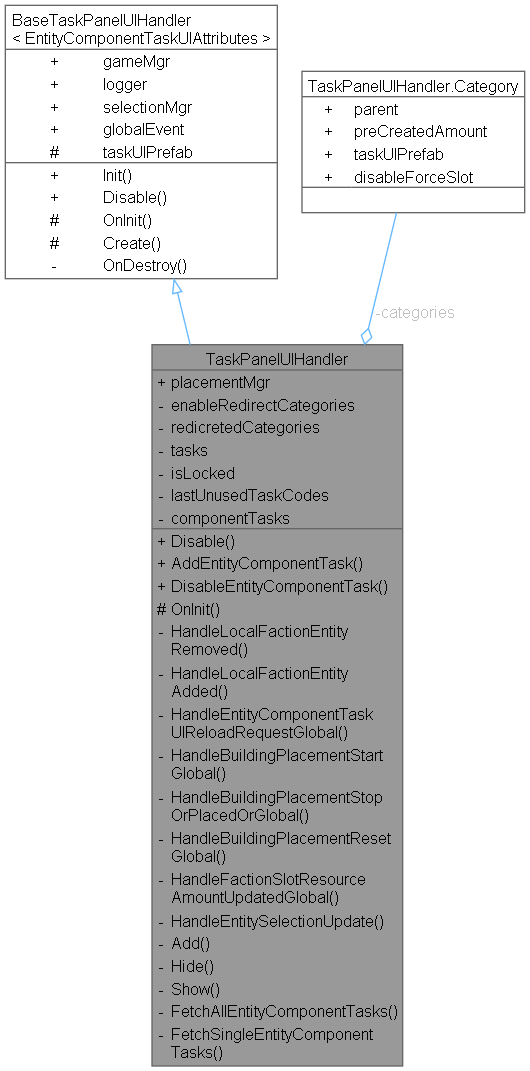 BaseTaskPanelUIHandler
< EntityComponentTaskUIAttributes >
+ gameMgr
+ logger
+ selectionMgr
+ globalEvent
# taskUIPrefab
+ Init()
+ Disable()
# OnInit()
# Create()
- OnDestroy()
TaskPanelUIHandler.Category
+ parent
+ preCreatedAmount
+ taskUIPrefab
+ disableForceSlot
-categories
TaskPanelUIHandler
+ placementMgr
- enableRedirectCategories
- redicretedCategories
- tasks
- isLocked
- lastUnusedTaskCodes
- componentTasks
+ Disable()
+ AddEntityComponentTask()
+ DisableEntityComponentTask()
# OnInit()
- HandleLocalFactionEntity
Removed()
- HandleLocalFactionEntity
Added()
- HandleEntityComponentTask
UIReloadRequestGlobal()
- HandleBuildingPlacementStart
Global()
- HandleBuildingPlacementStop
OrPlacedOrGlobal()
- HandleBuildingPlacementReset
Global()
- HandleFactionSlotResource
AmountUpdatedGlobal()
- HandleEntitySelectionUpdate()
- Add()
- Hide()
- Show()
- FetchAllEntityComponentTasks()
- FetchSingleEntityComponent
Tasks()